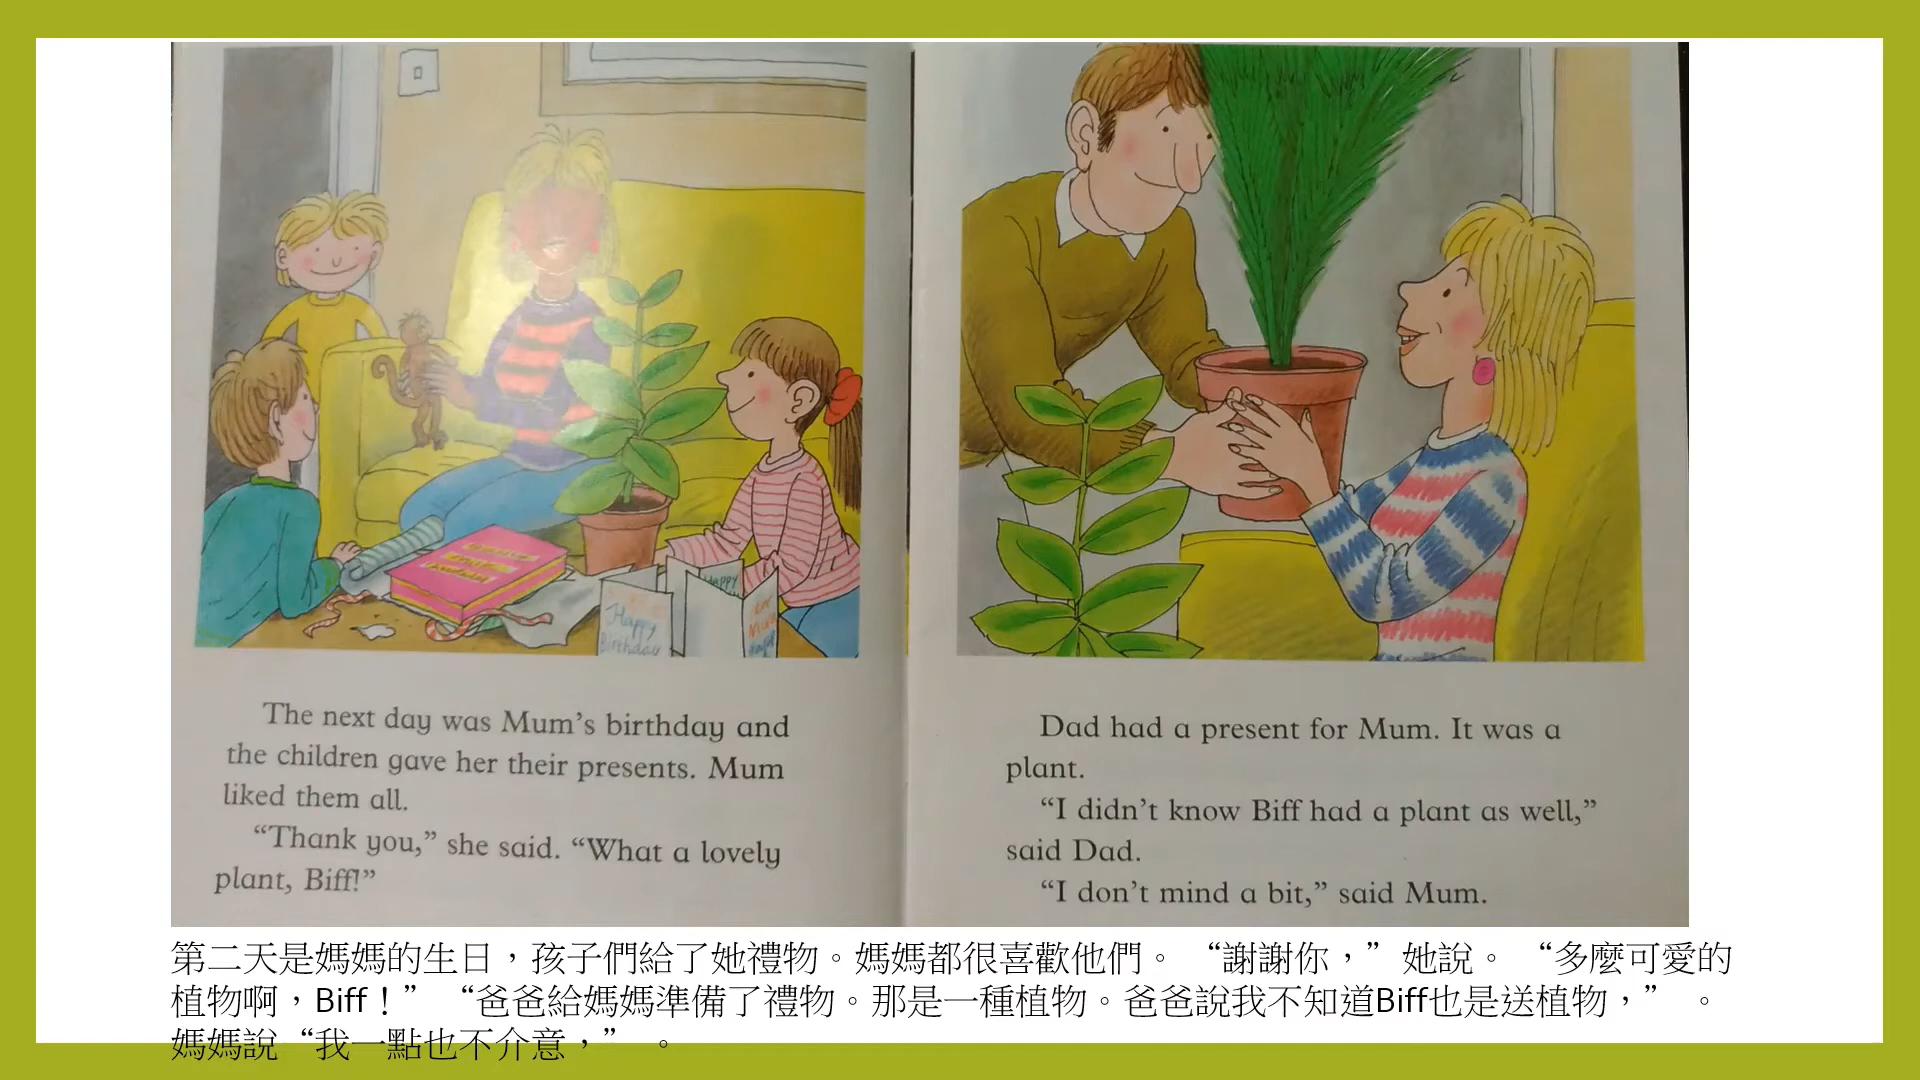 Happy
Birthday
Happy
The next day was Mum’s birthday and
the children gave her their presents. Mum
liked them all.
“Thank you,” she said. “What a lovely
plant, Biff!”
Dad had a present for Mum. It was a
plant.
“I didn’t know Biff had a plant as well,”
said Dad.
“I don’t mind a bit,” said Mum.
第二天是媽媽的生日，孩子們給了她禮物。媽媽都很喜歡他們。 “謝謝你，” 她說。 “多麼可愛的
植物啊，Biff！” “爸爸給媽媽準備了禮物。那是一種植物。爸爸說我不知道Biff也是送植物，” 。
媽媽說“我一點也不介意，” 。